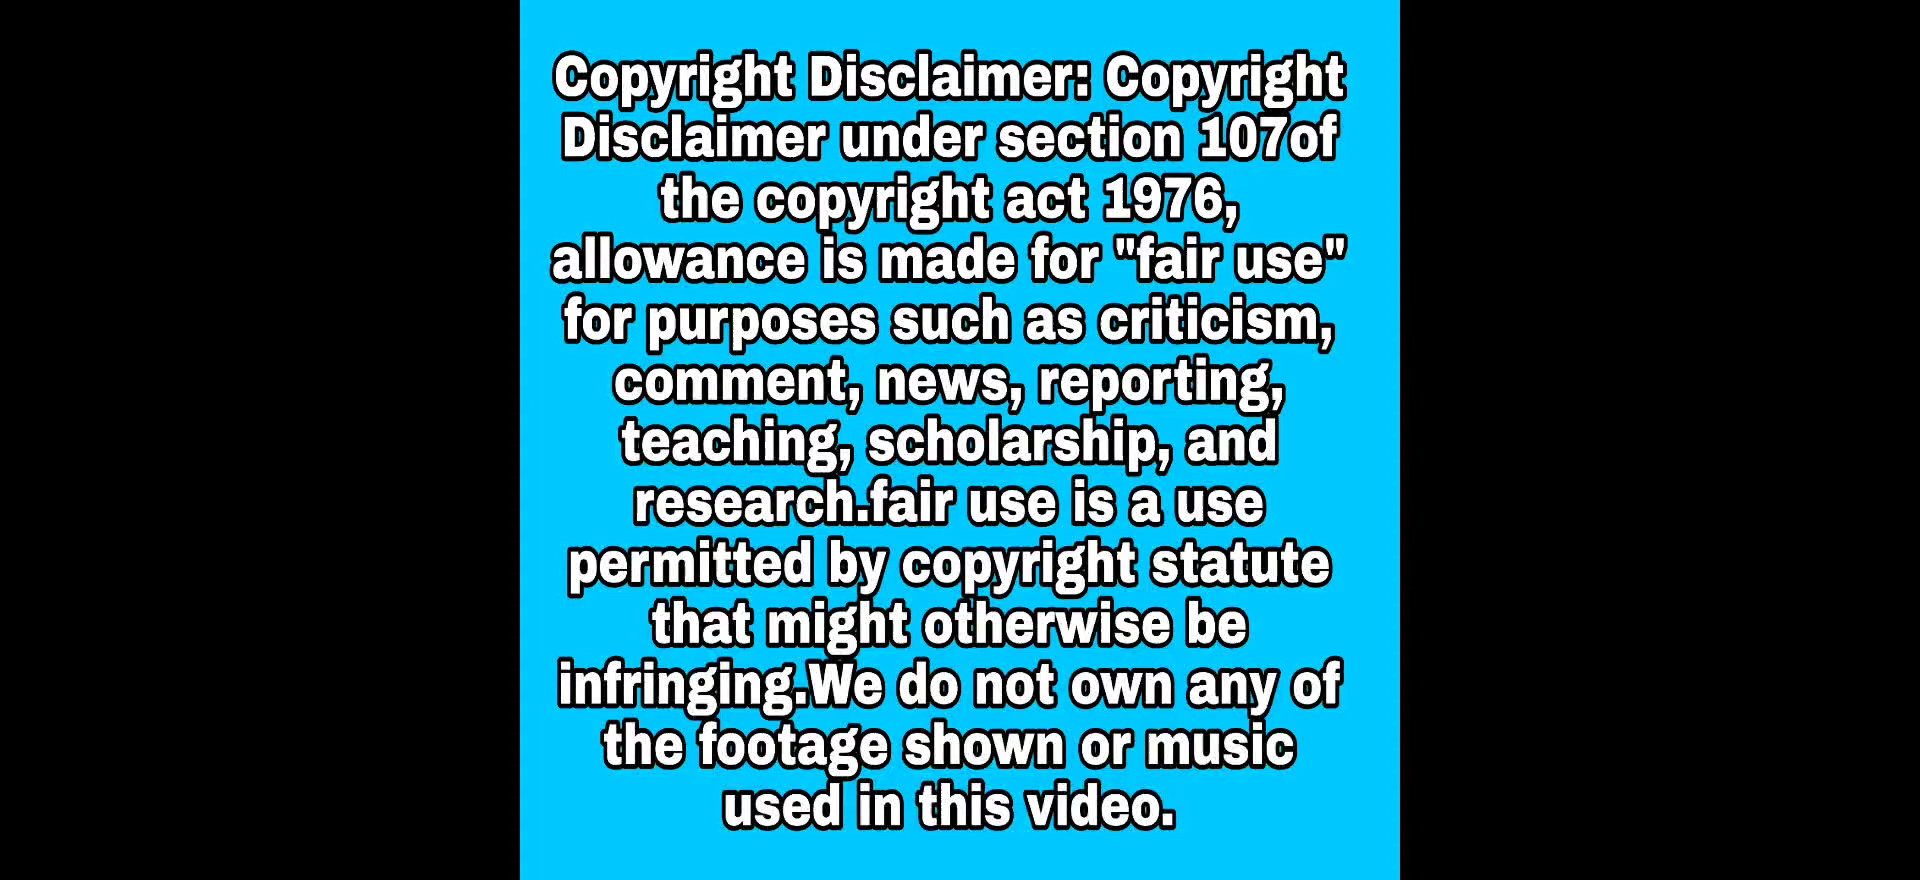 Copyright Disclaimer: Copyright
Disclaimer under section 107of
the copyright act 1976,
allowance is made for "fair use"
for purposes such as criticism,
comment, news, reporting,
teaching, scholarship, and
research.fair use is a use
permitted by copyright statute
that might otherwise be
infringing.We do not own any of
the footage shown or music
used in this video.